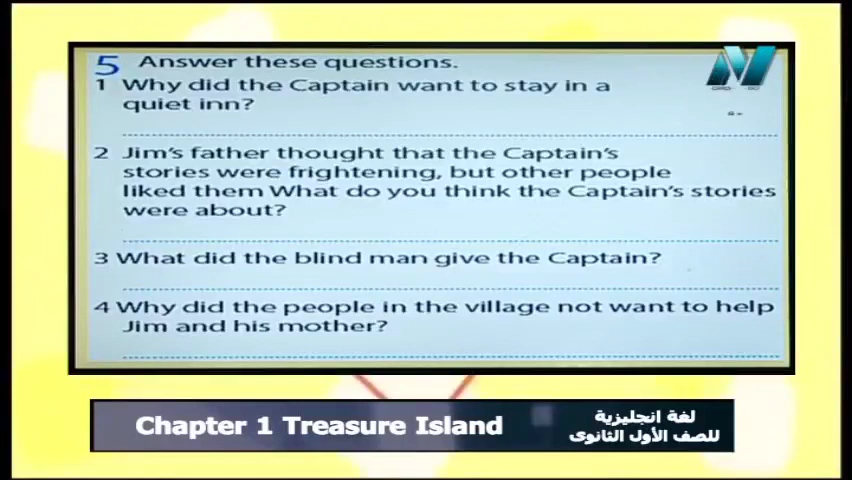 5 Answer these questions.
1 Why did the Captain want to stay in a
quiet inn?
2 Jim's father thought that the Captain's
stories were frightening, but other people
liked them What do you think the Captain's stories
were about?
3 What did the blind man give the Captain?
4 Why did the people in the village not want to help
Jim and his mother?
Chapter 1 Treasure Island
لغة انجليزية
للصف الأول الثانوى